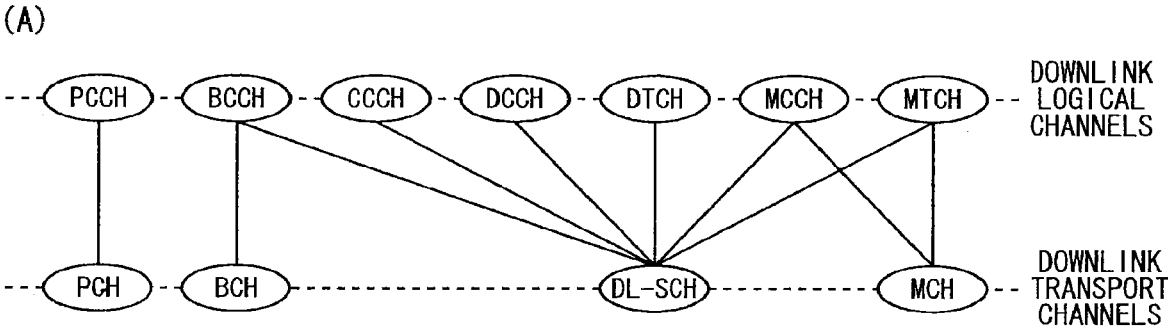 (A)
PCCH BCCH CCCH DCCH DTCH MCCH MTCH
DOWNLINK
LOGICAL
CHANNELS
PCH BCH DL-SCH MCH
DOWNLINK
TRANSPORT
CHANNELS